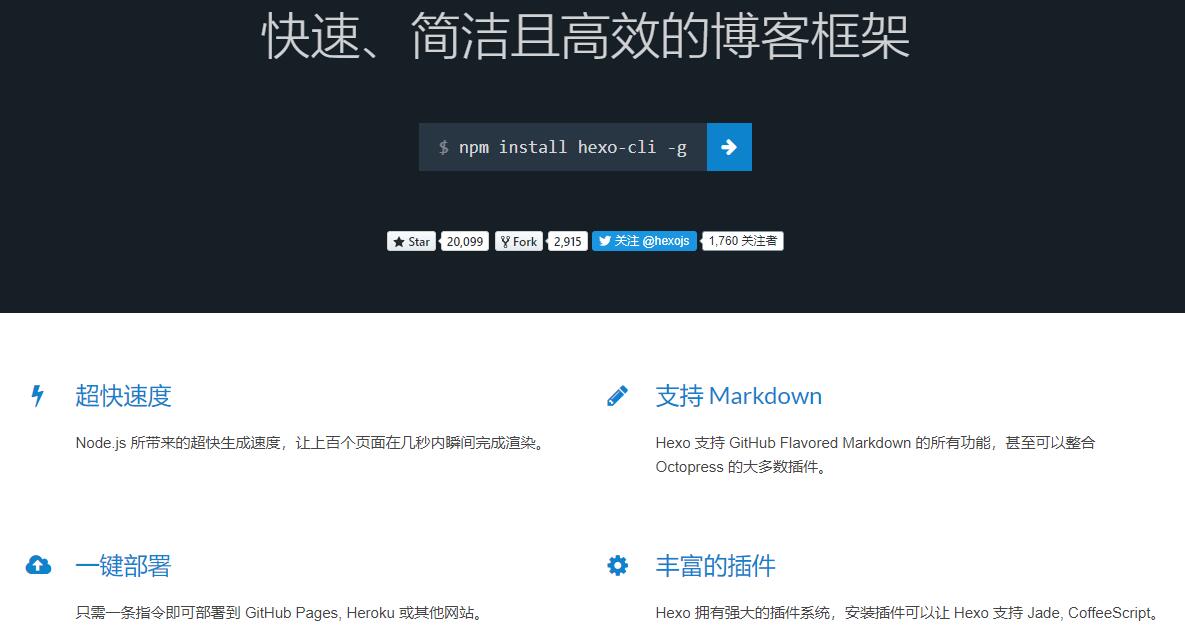 快速、简洁且高效的博客框架
$ npm install hexo-cli -g
Star 20,099 Fork 2,915 关注 @hexojs 1,760 关注者
超快速度
Node.js 所带来的超快生成速度，让上百个页面在几秒内瞬间完成渲染。
支持 Markdown
Hexo 支持 GitHub Flavored Markdown 的所有功能，甚至可以整合
Octopress 的大多数插件。
一键部署
只需一条指令即可部署到 GitHub Pages, Heroku 或其他网站。
丰富的插件
Hexo 拥有强大的插件系统，安装插件可以让 Hexo 支持 Jade, CoffeeScript。